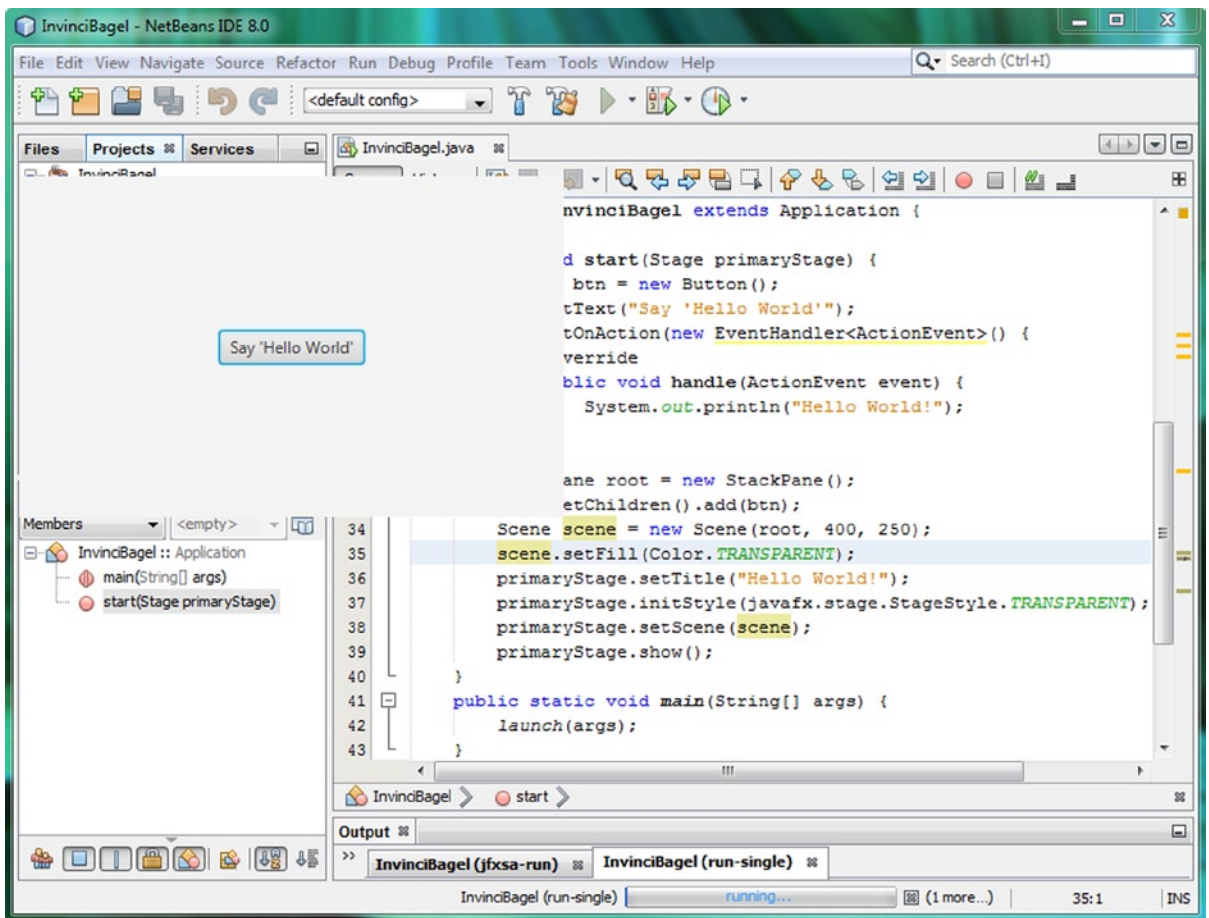 InvinciBagel - NetBeans IDE 8.0
File Edit View Navigate Source Refactor Run Debug Profile Team Tools Window Help
Search (Ctrl+I)
<default config>
Files Projects Services
InvinciBagel.java
InvinciBagel
nvinciBagel extends Application {
d start(Stage primaryStage) {
btn = new Button();
tText("Say 'Hello World'");
tOnAction(new EventHandler<ActionEvent>() {
verride
blic void handle(ActionEvent event) {
System.out.println("Hello World!");
Say 'Hello World'
ane root = new StackPane();
etChildren().add(btn);
34 Scene scene = new Scene(root, 400, 250);
35 scene.setFill(Color.TRANSPARENT);
36 primaryStage.setTitle("Hello World!");
37 primaryStage.initStyle(javafx.stage.StageStyle.TRANSPARENT);
38 primaryStage.setScene(scene);
39 primaryStage.show();
40 }
41 public static void main(String[] args) {
42 launch(args);
43 }
Members <empty>
InvinciBagel :: Application
main(String[] args)
start(Stage primaryStage)
InvinciBagel start
Output
InvinciBagel (jfxsa-run) InvinciBagel (run-single)
InvinciBagel (run-single) running... (1 more...) 35:1 INS